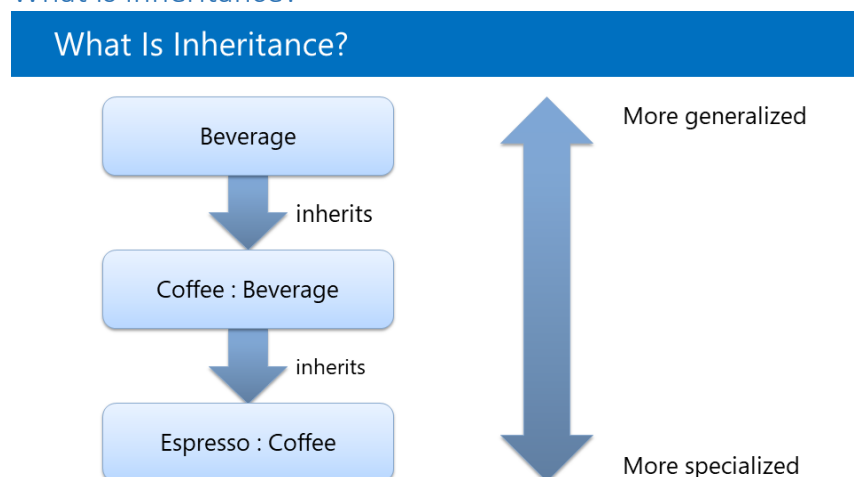 What Is Inheritance?
Beverage
More generalized
inherits
Coffee : Beverage
inherits
Espresso : Coffee
More specialized